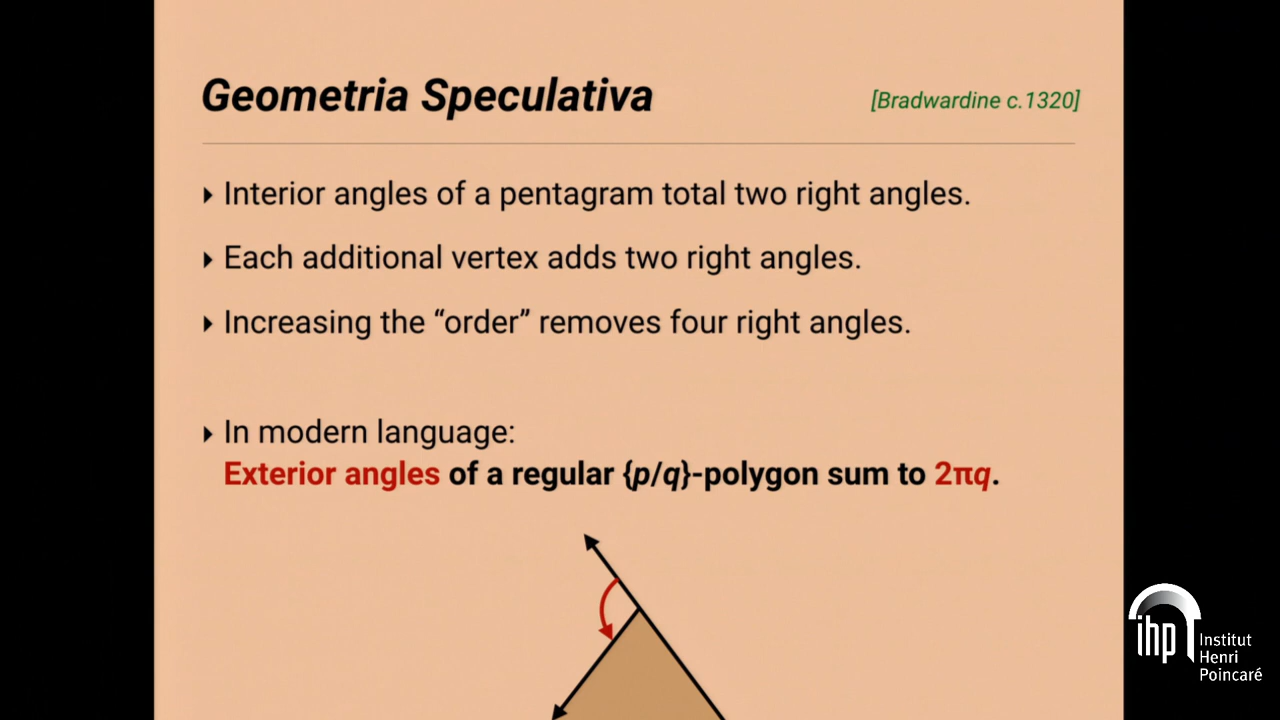 Geometria Speculativa
[Bradwardine c.1320]
Interior angles of a pentagram total two right angles.
Each additional vertex adds two right angles.
Increasing the “order” removes four right angles.
In modern language:
Exterior angles of a regular {p/q}-polygon sum to 2πq.
ihp
Institut
Henri
Poincaré